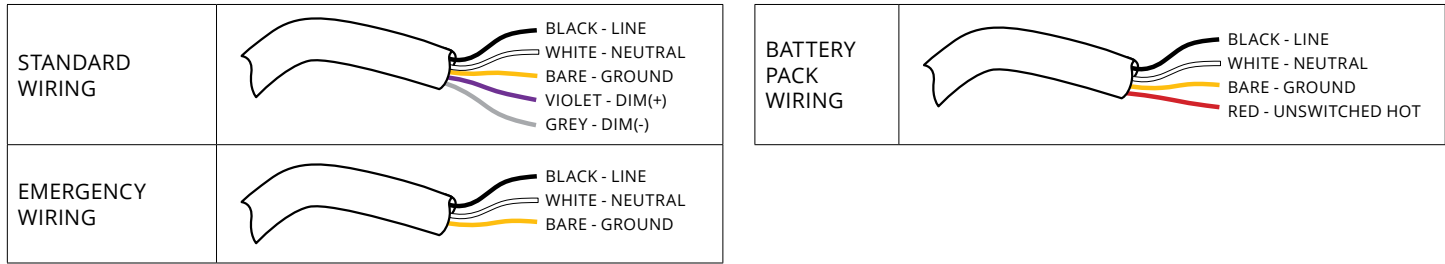 STANDARD
WIRING
BLACK - LINE
WHITE - NEUTRAL
BARE - GROUND
VIOLET - DIM(+)
GREY - DIM(-)
EMERGENCY
WIRING
BLACK - LINE
WHITE - NEUTRAL
BARE - GROUND
BATTERY
PACK
WIRING
BLACK - LINE
WHITE - NEUTRAL
BARE - GROUND
RED - UNSWITCHED HOT